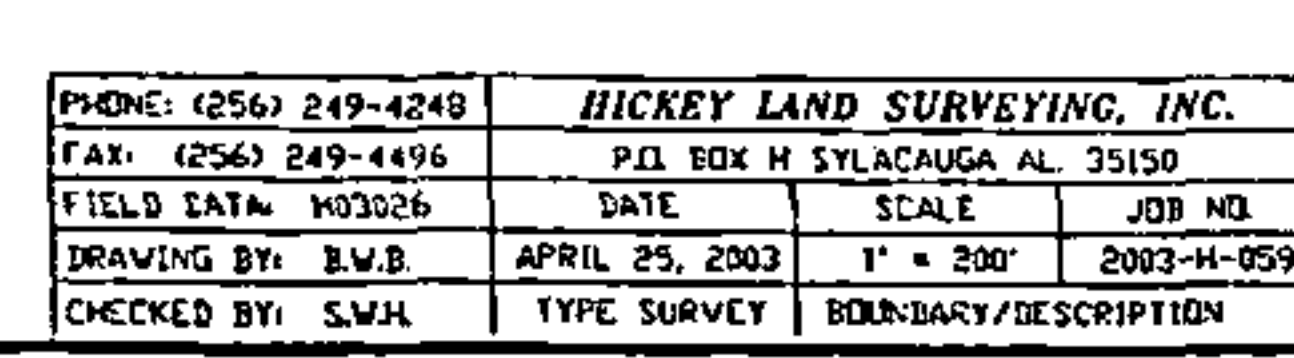 PHONE: (256) 249-4248 HICKEY LAND SURVEYING, INC.
FAX: (256) 249-4496 P.O. BOX H SYLACAUGA AL. 35150
FIELD DATA: H03026 DATE SCALE JOB NO.
DRAWING BY: B.W.B. APRIL 25, 2003 1" = 200' 2003-H-059
CHECKED BY: S.W.H. TYPE SURVEY BOUNDARY/DESCRIPTION